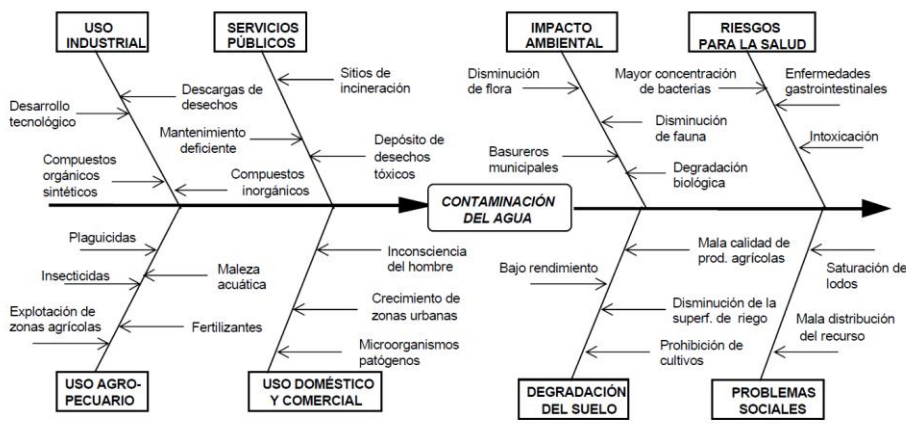 USO
INDUSTRIAL
SERVICIOS
PÚBLICOS
IMPACTO
AMBIENTAL
RIESGOS
PARA LA SALUD
Descargas de
desechos
Desarrollo
tecnológico
Compuestos
orgánicos
sintéticos
Compuestos
inorgánicos
Sitios de
incineración
Mantenimiento
deficiente
Depósito de
desechos
tóxicos
Disminución
de flora
Disminución
de fauna
Basureros
municipales
Degradación
biológica
Mayor concentración
de bacterias
Enfermedades
gastrointestinales
Intoxicación
CONTAMINACIÓN
DEL AGUA
Plaguicidas
Insecticidas
Maleza
acuática
Explotación de
zonas agrícolas
Fertilizantes
Inconsciencia
del hombre
Crecimiento de
zonas urbanas
Microorganismos
patógenos
Mala calidad de
prod. agrícolas
Bajo rendimiento
Disminución de la
superf. de riego
Prohibición de
cultivos
Saturación de
lodos
Mala distribución
del recurso
USO AGRO-
PECUARIO
USO DOMÉSTICO
Y COMERCIAL
DEGRADACIÓN
DEL SUELO
PROBLEMAS
SOCIALES